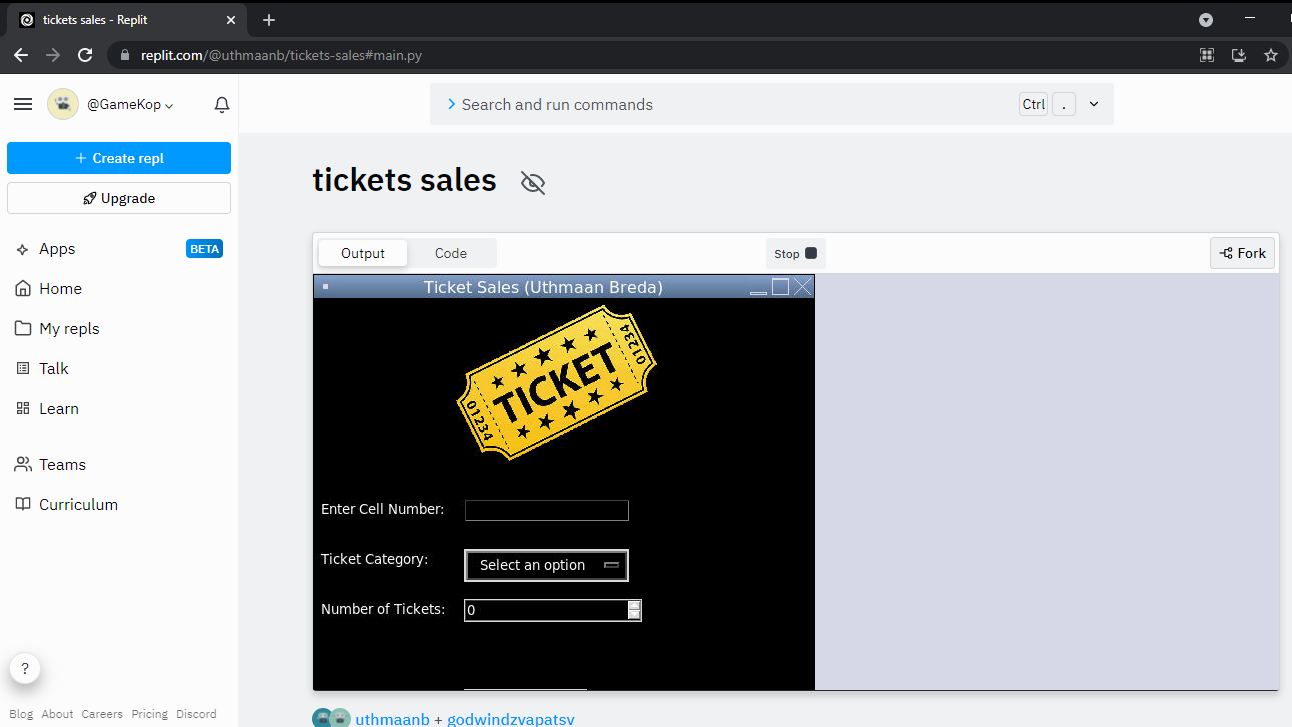 tickets sales - Replit
replit.com/@uthmaanb/tickets-sales#main.py
@GameKop
Search and run commands
Ctrl .
+ Create repl
Upgrade
Apps BETA
Home
My repls
Talk
Learn
Teams
Curriculum
?
Blog About Careers Pricing Discord
tickets sales
Output Code Stop Fork
Ticket Sales (Uthmaan Breda)
01234
TICKET
01234
Enter Cell Number:
Ticket Category: Select an option
Number of Tickets: 0
uthmaanb + godwindzvapatsv